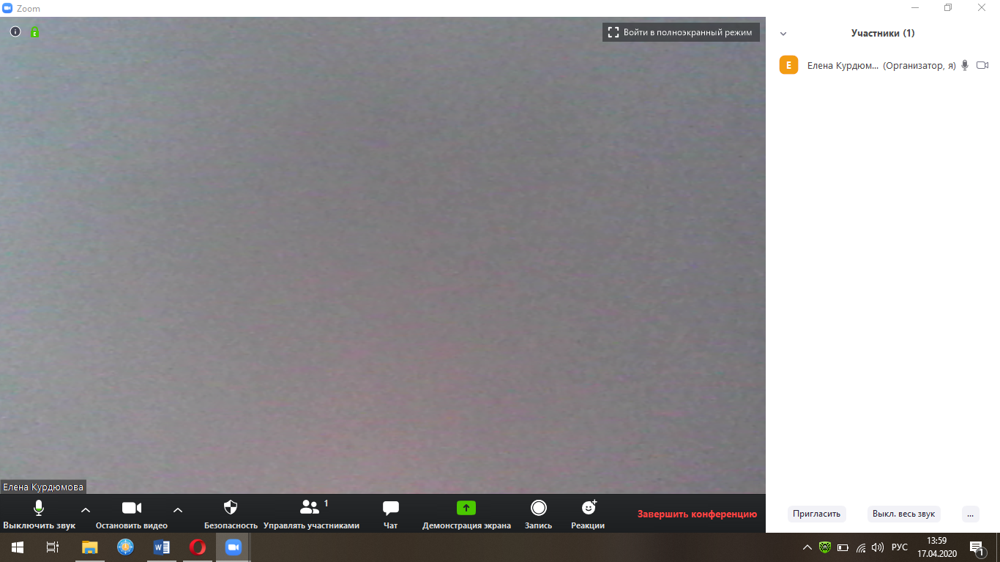 Zoom
E
Войти в полноэкранный режим
Участники (1)
E
Елена Курдюм... (Организатор, я)
Елена Курдюмова
Выключить звук
Остановить видео
Безопасность
1
Управлять участниками
Чат
Демонстрация экрана
Запись
Реакции
Завершить конференцию
Пригласить
Выкл. весь звук
...
РУС
13:59
17.04.2020
1